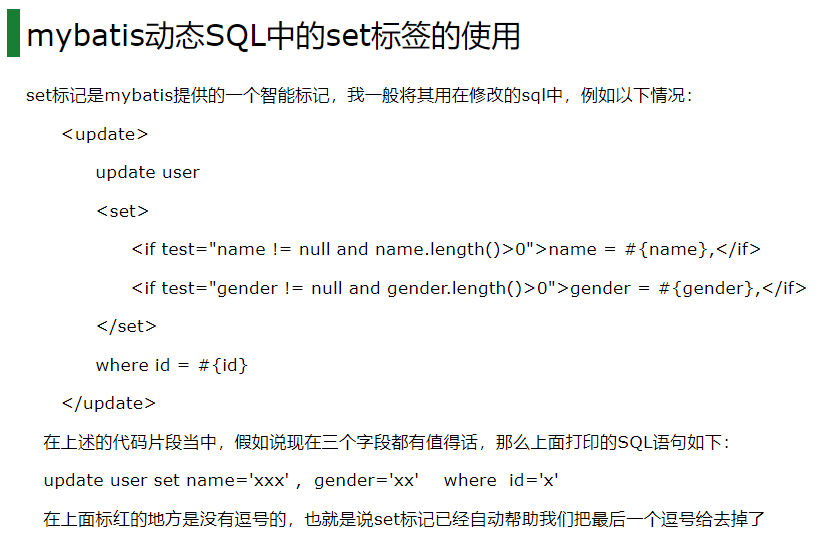 mybatis动态SQL中的set标签的使用
set标记是mybatis提供的一个智能标记，我一般将其用在修改的sql中，例如以下情况：
<update>
update user
<set>
<if test="name != null and name.length()>0">name = #{name},</if>
<if test="gender != null and gender.length()>0">gender = #{gender},</if>
</set>
where id = #{id}
</update>
在上述的代码片段当中，假如说现在三个字段都有值得话，那么上面打印的SQL语句如下：
update user set name='xxx' ，gender='xx' where id='x'
在上面标红的地方是没有逗号的，也就是说set标记已经自动帮助我们把最后一个逗号给去掉了